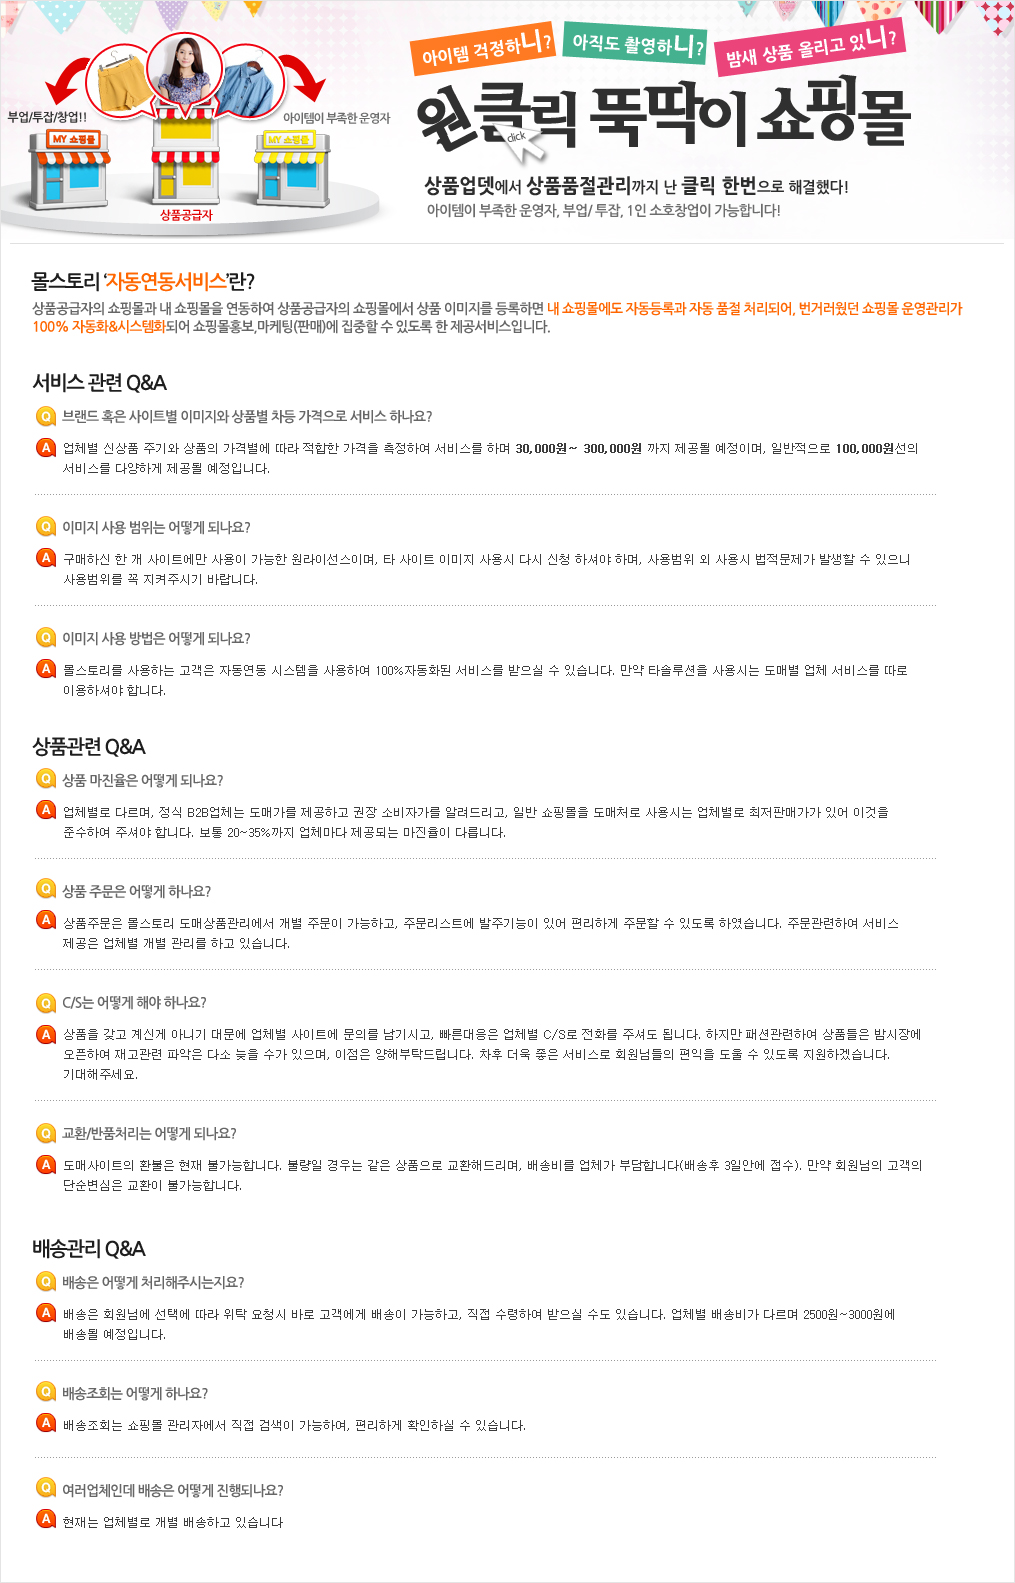 아이템 걱정하니?
아직도 촬영하니?
밤새 상품 올리고 있니?
부업/투잡/창업!!
아이템이 부족한 운영자
MY 쇼핑몰
MY 쇼핑몰
상품공급자
원클릭 뚝딱이 쇼핑몰
click
상품업뎃에서 상품품절관리까지 난 클릭 한번으로 해결했다!
아이템이 부족한 운영자, 부업/ 투잡, 1인 소호창업이 가능합니다!
몰스토리 ‘자동연동서비스’란?
상품공급자의 쇼핑몰과 내 쇼핑몰을 연동하여 상품공급자의 쇼핑몰에서 상품 이미지를 등록하면 내 쇼핑몰에도 자동등록과 자동 품절 처리되어, 번거러웠던 쇼핑몰 운영관리가
100% 자동화&시스템화되어 쇼핑몰홍보,마케팅(판매)에 집중할 수 있도록 한 제공서비스입니다.
서비스 관련 Q&A
Q 브랜드 혹은 사이트별 이미지와 상품별 차등 가격으로 서비스 하나요?
A 업체별 신상품 주기와 상품의 가격별에 따라 적합한 가격을 측정하여 서비스를 하며 30,000원~ 300,000원 까지 제공될 예정이며, 일반적으로 100,000원선의
서비스를 다양하게 제공될 예정입니다.
Q 이미지 사용 범위는 어떻게 되나요?
A 구매하신 한 개 사이트에만 사용이 가능한 원라이선스이며, 타 사이트 이미지 사용시 다시 신청 하셔야 하며, 사용범위 외 사용시 법적문제가 발생할 수 있으니
사용범위를 꼭 지켜주시기 바랍니다.
Q 이미지 사용 방법은 어떻게 되나요?
A 몰스토리를 사용하는 고객은 자동연동 시스템을 사용하여 100%자동화된 서비스를 받으실 수 있습니다. 만약 타솔루션을 사용시는 도매별 업체 서비스를 따로
이용하셔야 합니다.
상품관련 Q&A
Q 상품 마진율은 어떻게 되나요?
A 업체별로 다르며, 정식 B2B업체는 도매가를 제공하고 권장 소비자가를 알려드리고, 일반 쇼핑몰을 도매처로 사용시는 업체별로 최저판매가가 있어 이것을
준수하여 주셔야 합니다. 보통 20~35%까지 업체마다 제공되는 마진율이 다릅니다.
Q 상품 주문은 어떻게 하나요?
A 상품주문은 몰스토리 도매상품관리에서 개별 주문이 가능하고, 주문리스트에 발주기능이 있어 편리하게 주문할 수 있도록 하였습니다. 주문관련하여 서비스
제공은 업체별 개별 관리를 하고 있습니다.
Q C/S는 어떻게 해야 하나요?
A 상품을 갖고 계신게 아니기 대문에 업체별 사이트에 문의를 남기시고, 빠른대응은 업체별 C/S로 전화를 주셔도 됩니다. 하지만 패션관련하여 상품들은 밤시장에
오픈하여 재고관련 파악은 다소 늦을 수가 있으며, 이점은 양해부탁드립니다. 차후 더욱 좋은 서비스로 회원님들의 편익을 도울 수 있도록 지원하겠습니다.
기대해주세요.
Q 교환/반품처리는 어떻게 되나요?
A 도매사이트의 환불은 현재 불가능합니다. 불량일 경우는 같은 상품으로 교환해드리며, 배송비를 업체가 부담합니다(배송후 3일안에 접수). 만약 회원님의 고객의
단순변심은 교환이 불가능합니다.
배송관리 Q&A
Q 배송은 어떻게 처리해주시는지요?
A 배송은 회원님에 선택에 따라 위탁 요청시 바로 고객에게 배송이 가능하고, 직접 수령하여 받으실 수도 있습니다. 업체별 배송비가 다르며 2500원~3000원에
배송될 예정입니다.
Q 배송조회는 어떻게 하나요?
A 배송조회는 쇼핑몰 관리자에서 직접 검색이 가능하여, 편리하게 확인하실 수 있습니다.
Q 여러업체인데 배송은 어떻게 진행되나요?
A 현재는 업체별로 개별 배송하고 있습니다